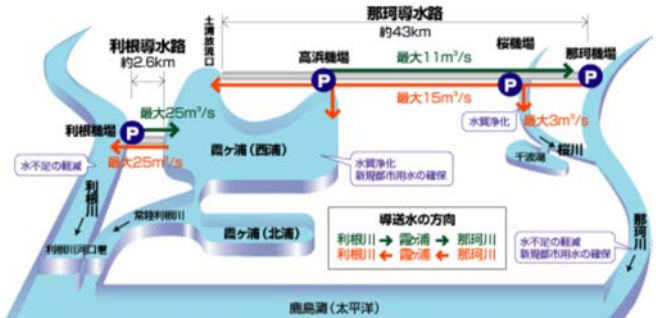 那珂導水路
約43km
土浦放流口
利根導水路
約2.6km
高浜機場
最大11m³/s
桜機場
那珂機場
P
P
P
最大15m³/s
最大25m³/s
利根機場
P
水質浄化
最大3m³/s
最大25m³/s
水不足の軽減
霞ヶ浦(西浦)
水質浄化
新規都市用水の確保
千波湖
桜川
利根川
常陸利根川
那珂川
導送水の方向
利根川→霞ヶ浦→那珂川
利根川←霞ヶ浦←那珂川
利根川河口堰
霞ヶ浦(北浦)
水不足の軽減
新規都市用水の確保
鹿島灘(太平洋)